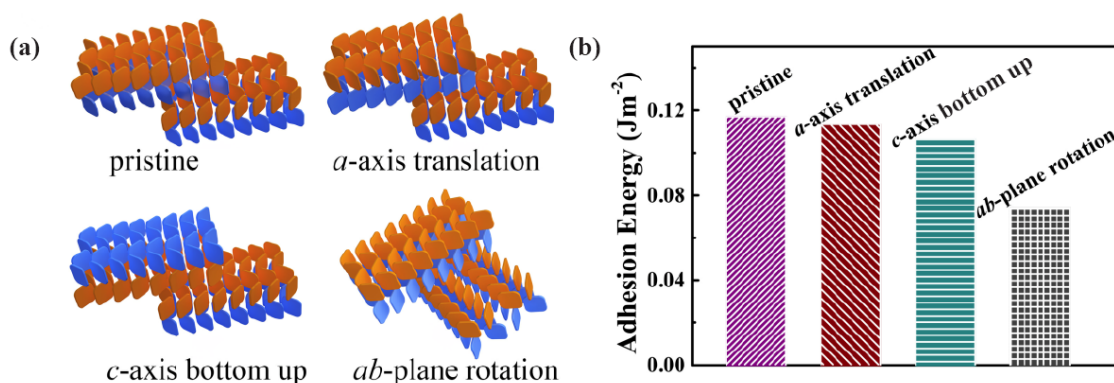 (a)
pristine
a-axis translation
c-axis bottom up
ab-plane rotation
(b)
Adhesion Energy (Jm⁻²)
0.12
0.08
0.04
0.00
pristine
a-axis translation
c-axis bottom up
ab-plane rotation